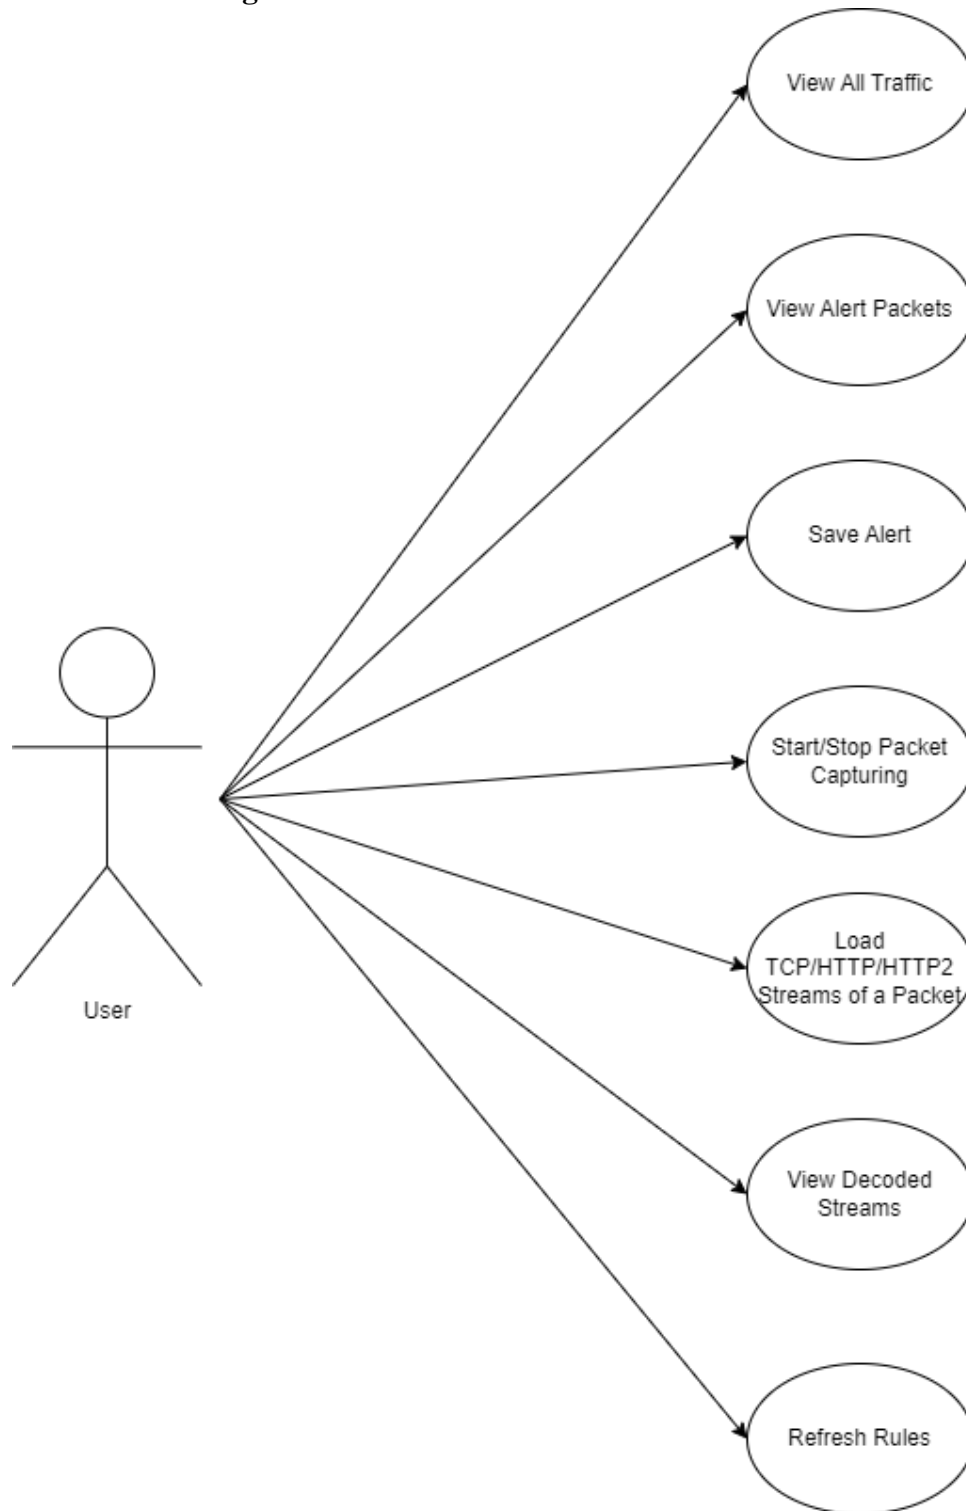 View All Traffic
View Alert Packets
Save Alert
Start/Stop Packet
Capturing
Load
TCP/HTTP/HTTP2
Streams of a Packet
User
View Decoded
Streams
Refresh Rules